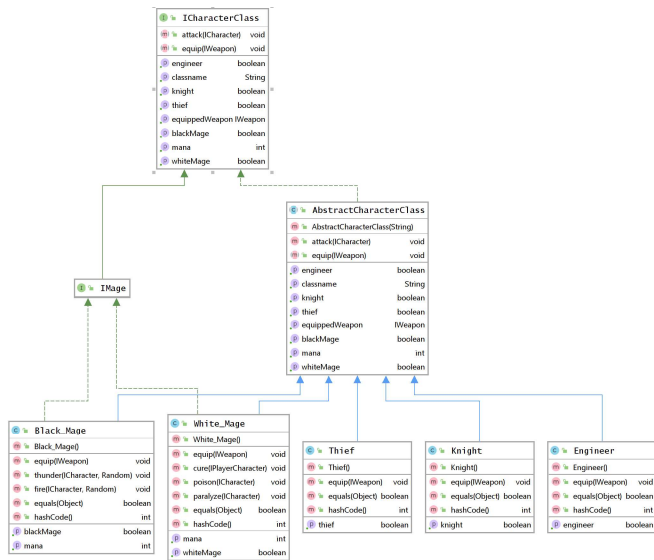 ICharacterClass
attack(ICharacter) void
equip(IWeapon) void
engineer boolean
classname String
knight boolean
thief boolean
equippedWeapon IWeapon
blackMage boolean
mana int
whiteMage boolean
AbstractCharacterClass
AbstractCharacterClass(String)
attack(ICharacter) void
equip(IWeapon) void
engineer boolean
classname String
knight boolean
thief boolean
equippedWeapon IWeapon
blackMage boolean
mana int
whiteMage boolean
IMage
Black_Mage
Black_Mage()
equip(IWeapon) void
thunder(ICharacter, Random) void
fire(ICharacter, Random) void
equals(Object) boolean
hashCode() int
blackMage boolean
mana int
White_Mage
White_Mage()
equip(IWeapon) void
cure(IPlayerCharacter) void
poison(ICharacter) void
paralyze(ICharacter) void
equals(Object) boolean
hashCode() int
mana int
whiteMage boolean
Thief
Thief()
equip(IWeapon) void
equals(Object) boolean
hashCode() int
thief boolean
Knight
Knight()
equip(IWeapon) void
equals(Object) boolean
hashCode() int
knight boolean
Engineer
Engineer()
equip(IWeapon) void
equals(Object) boolean
hashCode() int
engineer boolean